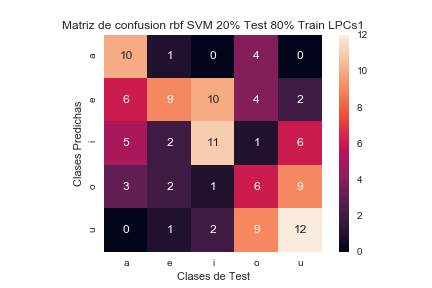 Matriz de confusion rbf SVM 20% Test 80% Train LPCs1
a 10 1 0 4 0
e 6 9 10 4 2
i 5 2 11 1 6
o 3 2 1 6 9
u 0 1 2 9 12
a e i o u
Clases de Test
Clases Predichas
12
10
8
6
4
2
0